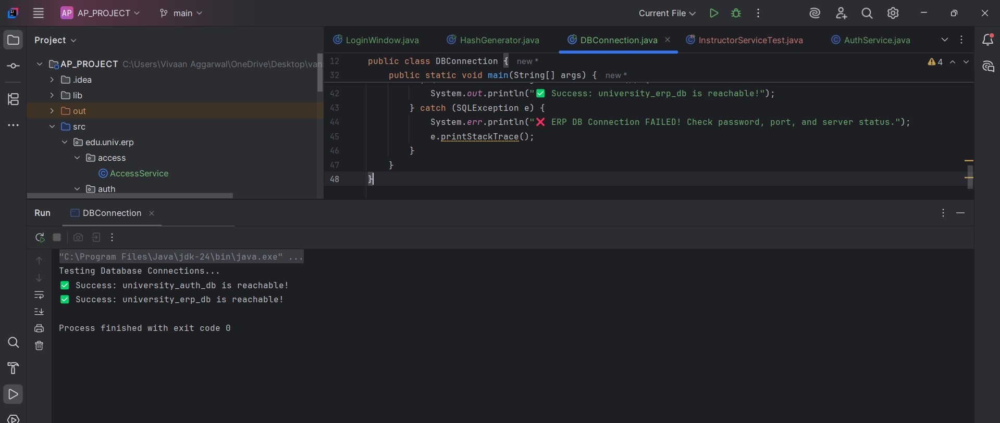 AP AP_PROJECT main Current File
Project
AP_PROJECT C:\Users\Vivaan Aggarwal\OneDrive\Desktop\van
.idea
lib
out
src
edu.univ.erp
access
AccessService
auth
LoginWindow.java HashGenerator.java DBConnection.java InstructorServiceTest.java AuthService.java
12 public class DBConnection { new *
4
32 public static void main(String[] args) { new *
42 System.out.println("✅ Success: university_erp_db is reachable!");
43 } catch (SQLException e) {
44 System.err.println("❌ ERP DB Connection FAILED! Check password, port, and server status.");
45 e.printStackTrace();
46 }
47 }
48 }
Run DBConnection
"C:\Program Files\Java\jdk-24\bin\java.exe" ...
Testing Database Connections...
✅ Success: university_auth_db is reachable!
✅ Success: university_erp_db is reachable!
Process finished with exit code 0